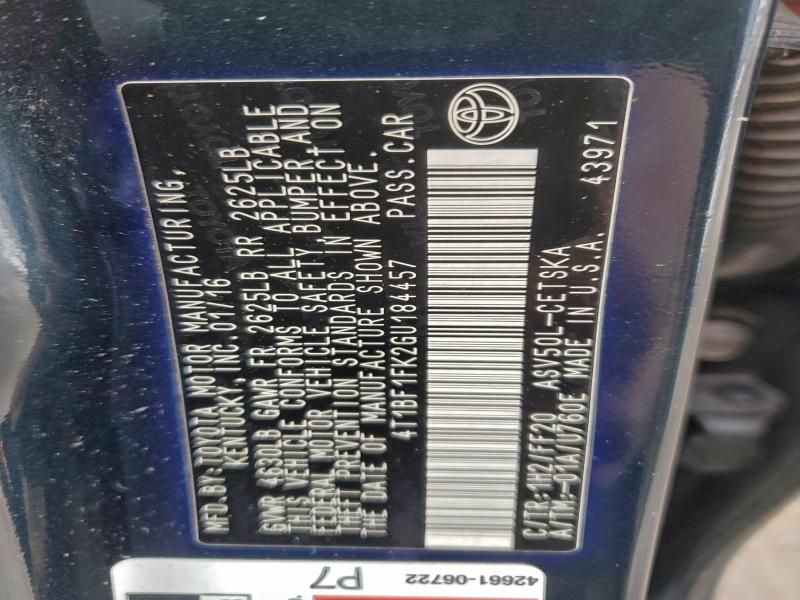 MFD.BY:TOYOTA MOTOR MANUFACTURING,
KENTUCKY, INC. 01/16
GVWR 4630LB GAWR FR 2625LB RR 2625LB
THIS VEHICLE CONFORMS TO ALL APPLICABLE
FEDERAL MOTOR VEHICLE SAFETY, BUMPER, AND
THEFT PREVENTION STANDARDS IN EFFECT ON
THE DATE OF MANUFACTURE SHOWN ABOVE.
4T1BF1FK2GU184457 PASS.CAR
C/TR:1H2/FF20 ASV50L-CETSKA
A/TM:-01A/U760E MADE IN U.S.A. 43971
P7
42661-06722